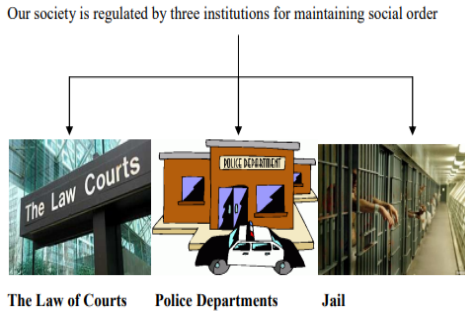 Our society is regulated by three institutions for maintaining social order
The Law Courts
POLICE DEPARTMENT
The Law of Courts Police Departments Jail